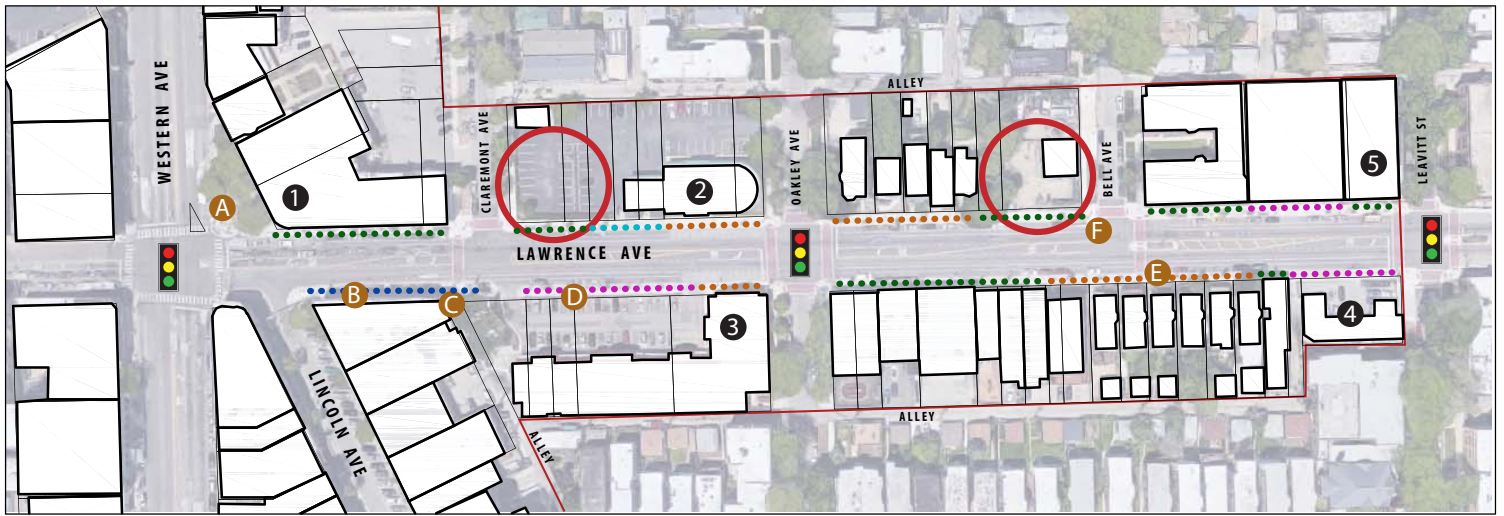 ALLEY
WESTERN AVE
CLAREMONT AVE
OAKLEY AVE
BELL AVE
LEAVITT ST
1
2
5
A
F
LAWRENCE AVE
E
B
C
D
3
4
LINCOLN AVE
ALLEY
ALLEY